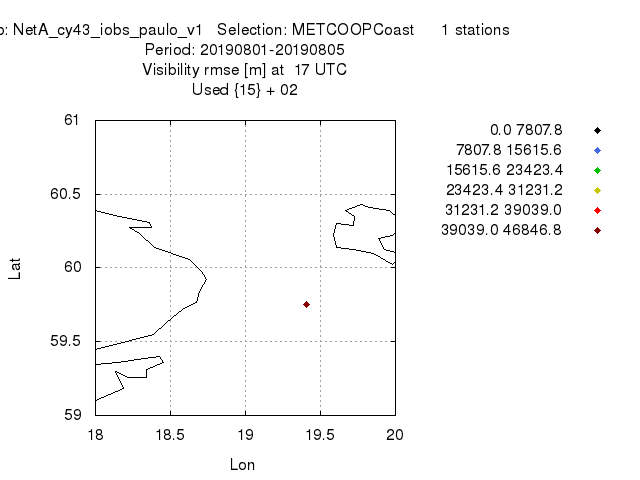 NetA_cy43_iobs_paulo_v1 Selection: METCOOPCoast 1 stations
Period: 20190801-20190805
Visibility rmse [m] at 17 UTC
Used {15} + 02
61
60.5
60
59.5
59
Lat
18 18.5 19 19.5 20
Lon
0.0 7807.8
7807.8 15615.6
15615.6 23423.4
23423.4 31231.2
31231.2 39039.0
39039.0 46846.8